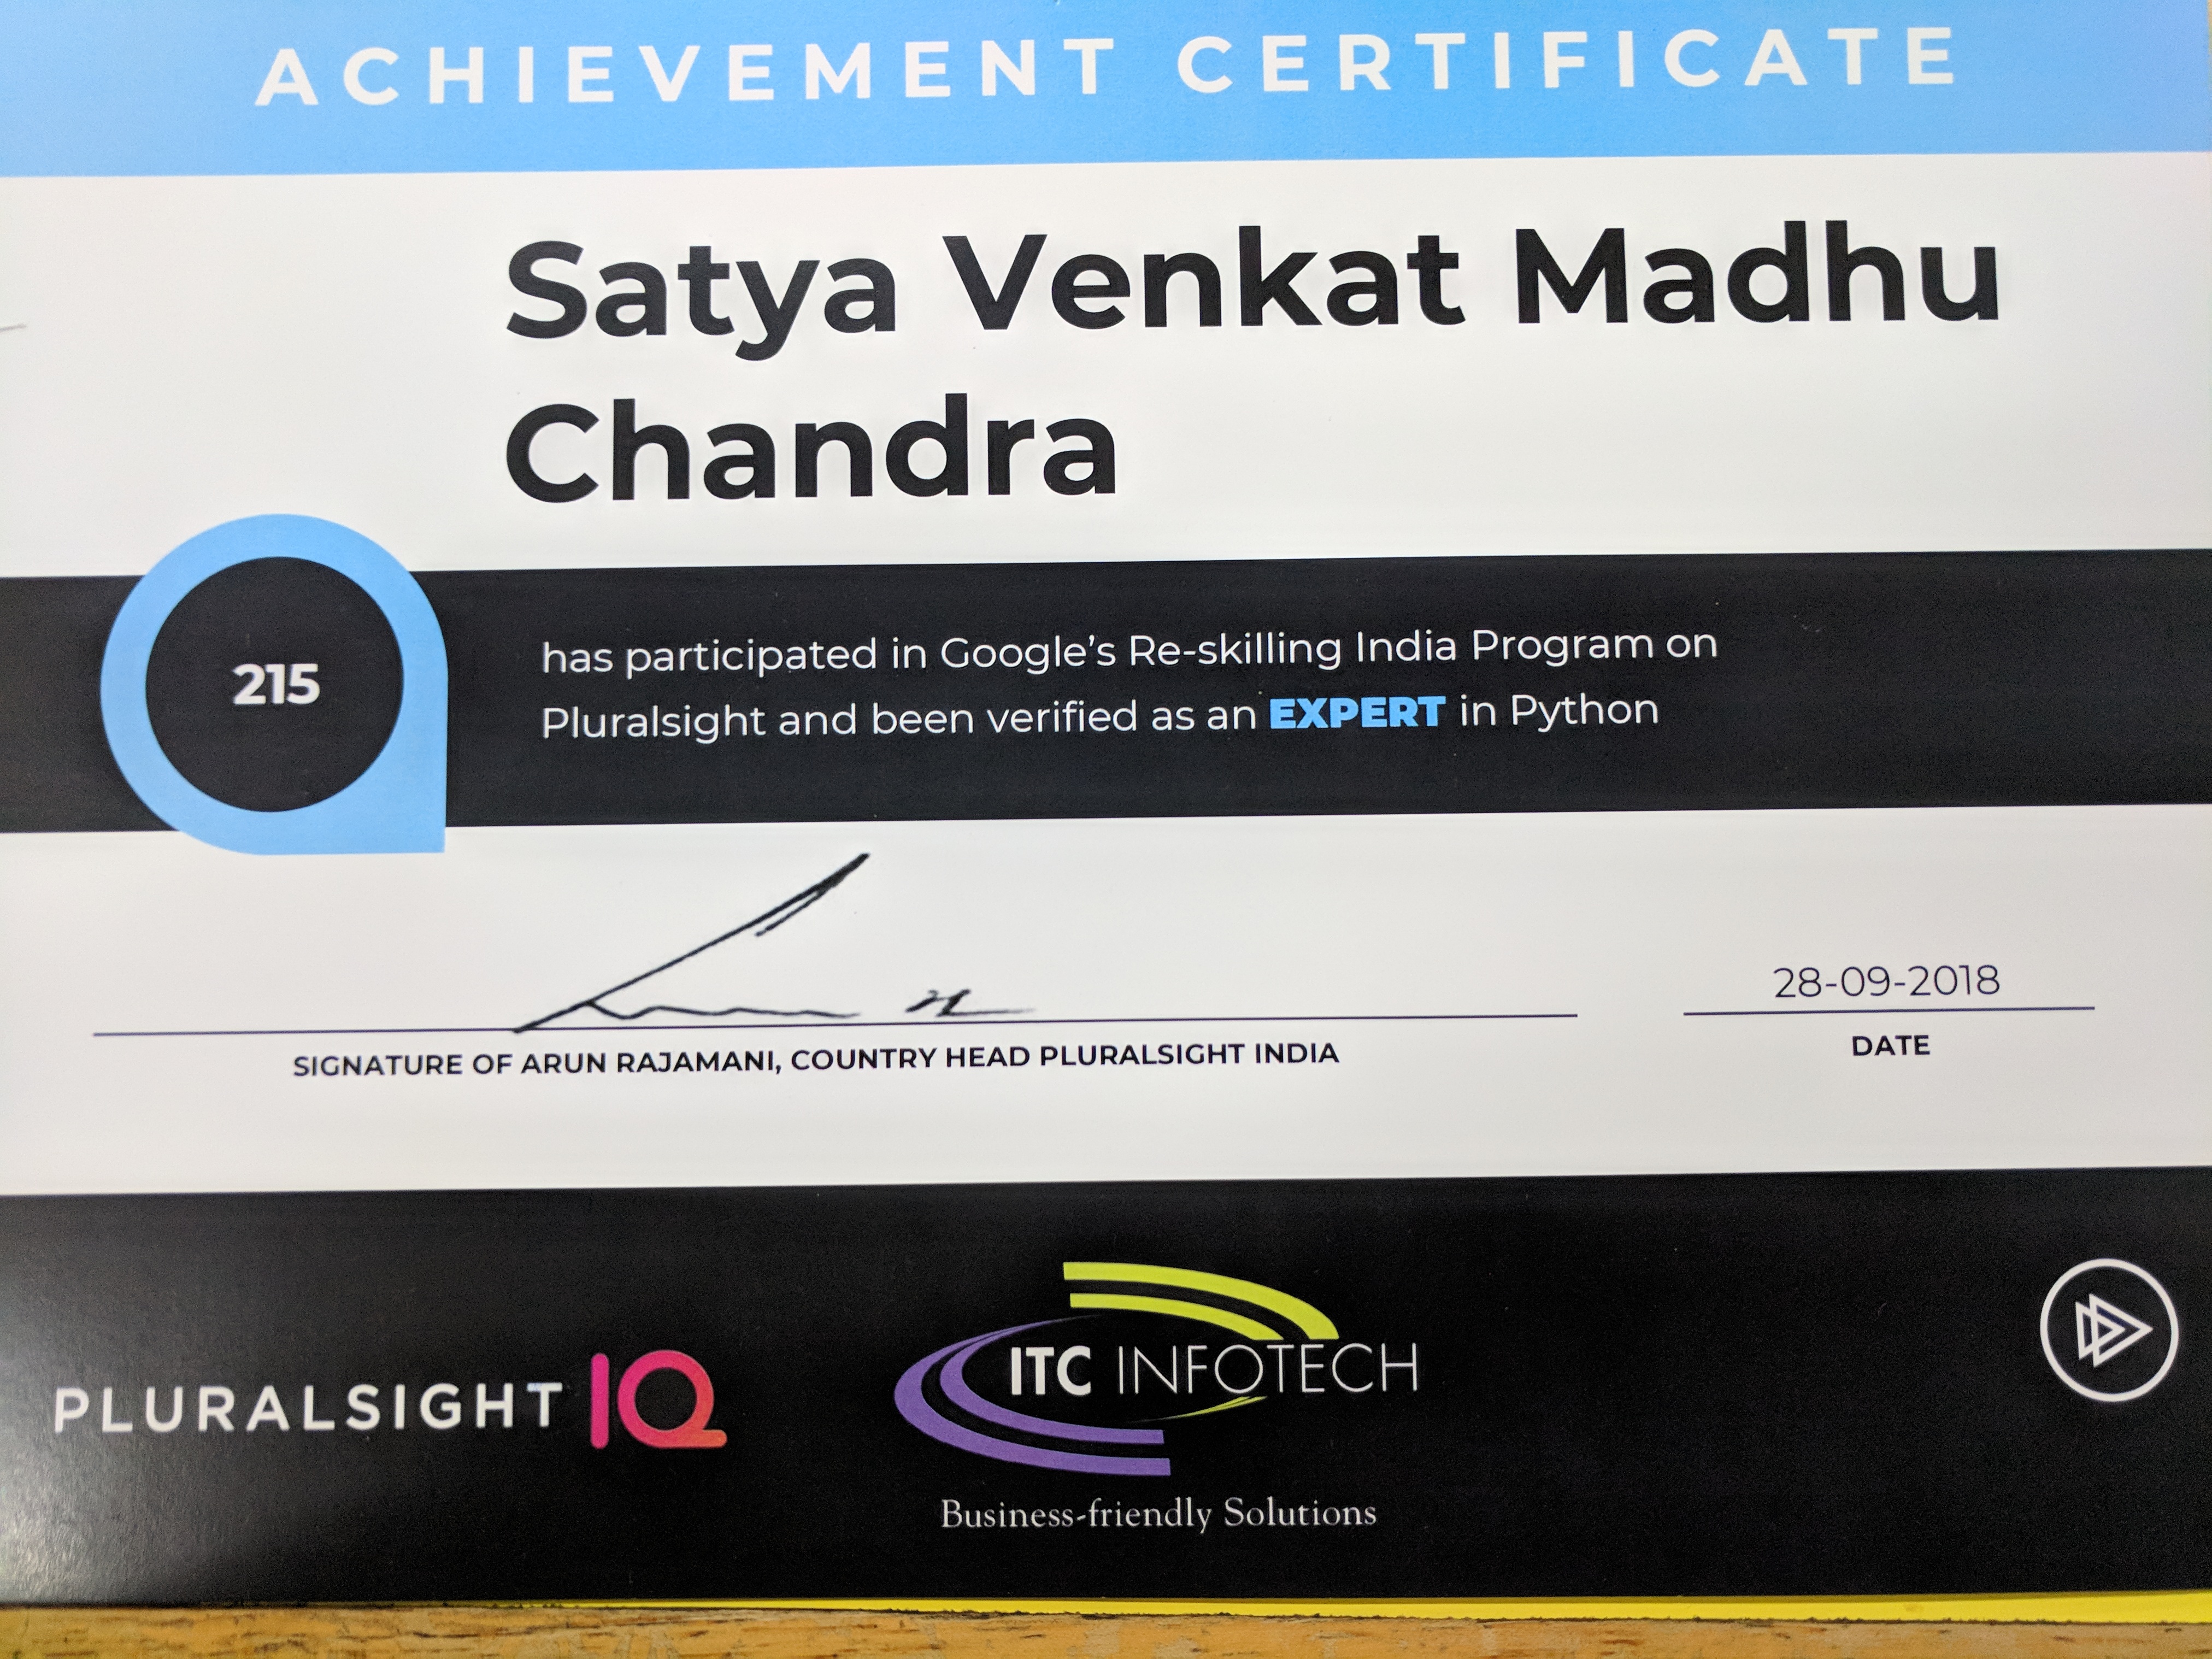 ACHIEVEMENT CERTIFICATE
Satya Venkat Madhu
Chandra
215
has participated in Google's Re-skilling India Program on
Pluralsight and been verified as an EXPERT in Python
28-09-2018
SIGNATURE OF ARUN RAJAMANI, COUNTRY HEAD PLURALSIGHT INDIA
DATE
PLURALSIGHT IQ
ITC INFOTECH
Business-friendly Solutions